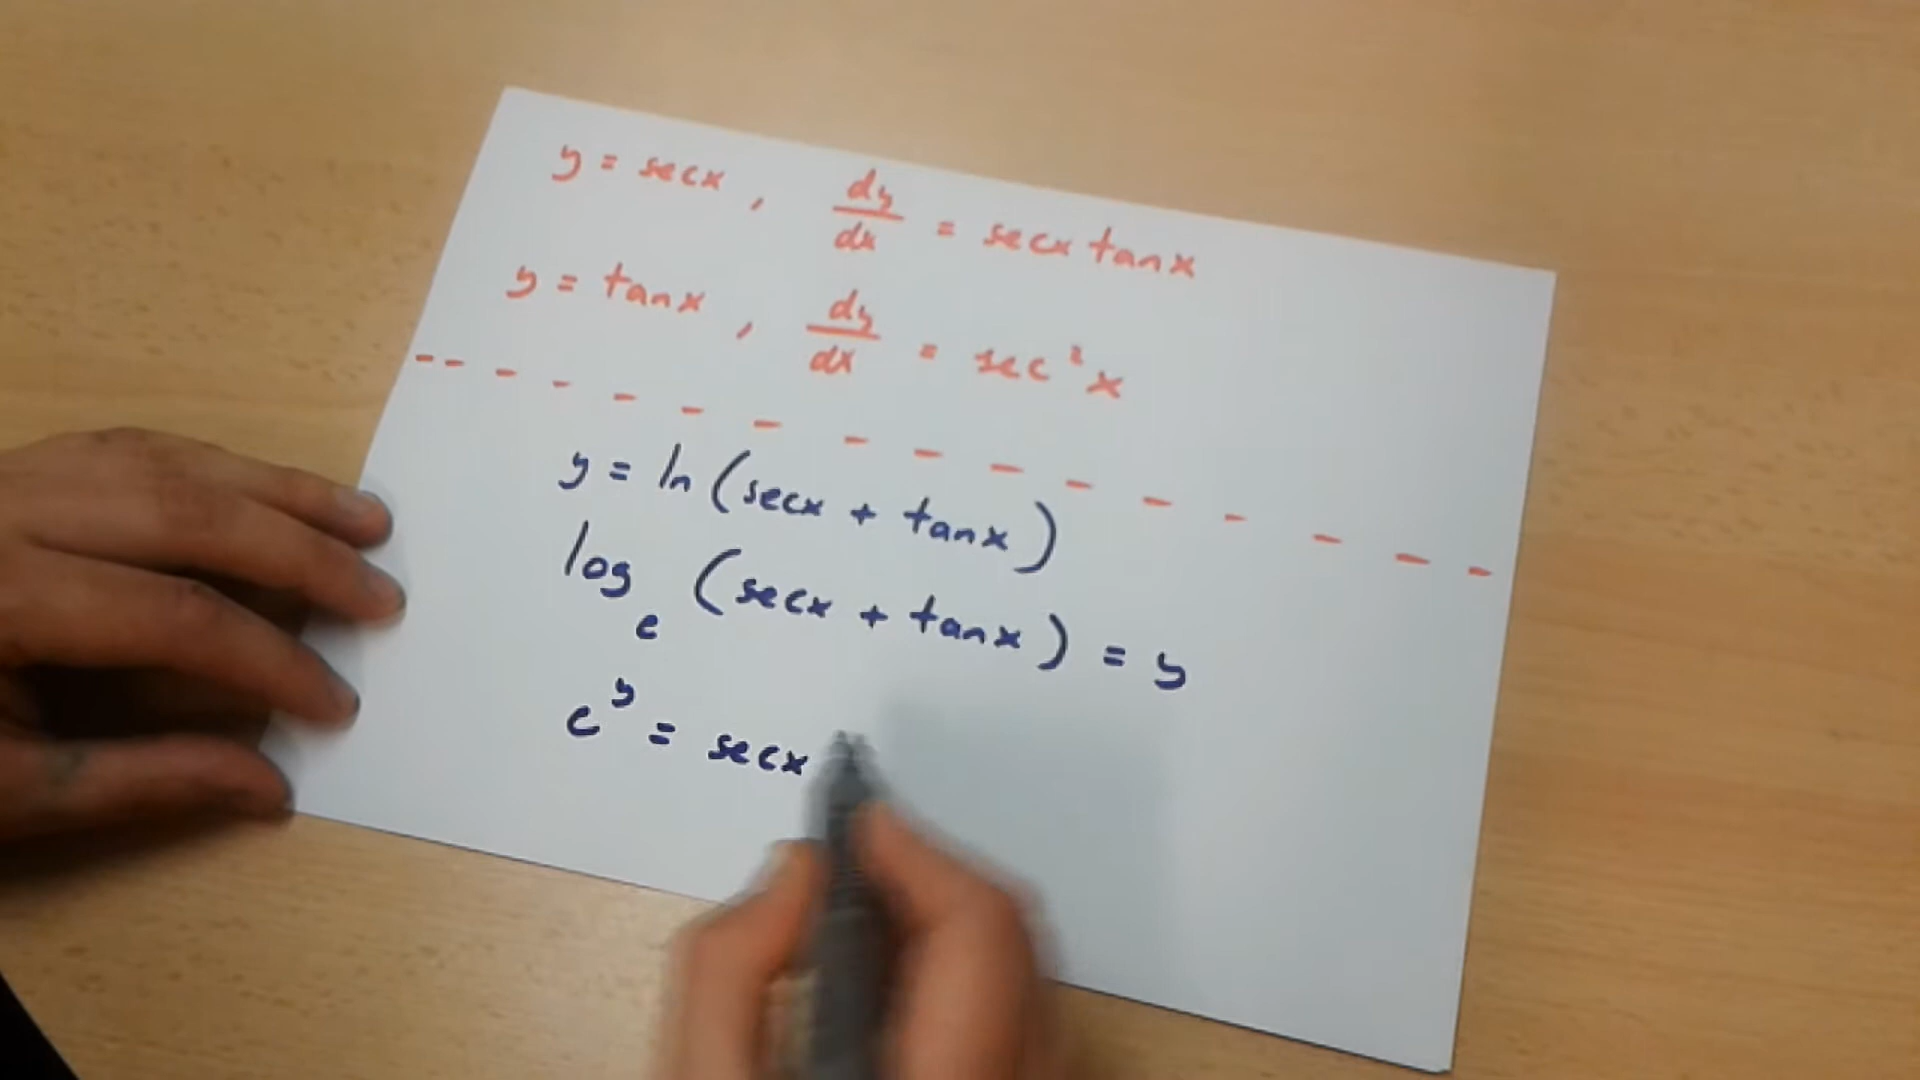 y = secx , dy/dx = secx tanx
y = tanx , dy/dx = sec²x
y = ln (secx + tanx)
log_e (secx + tanx) = y
e^y = secx